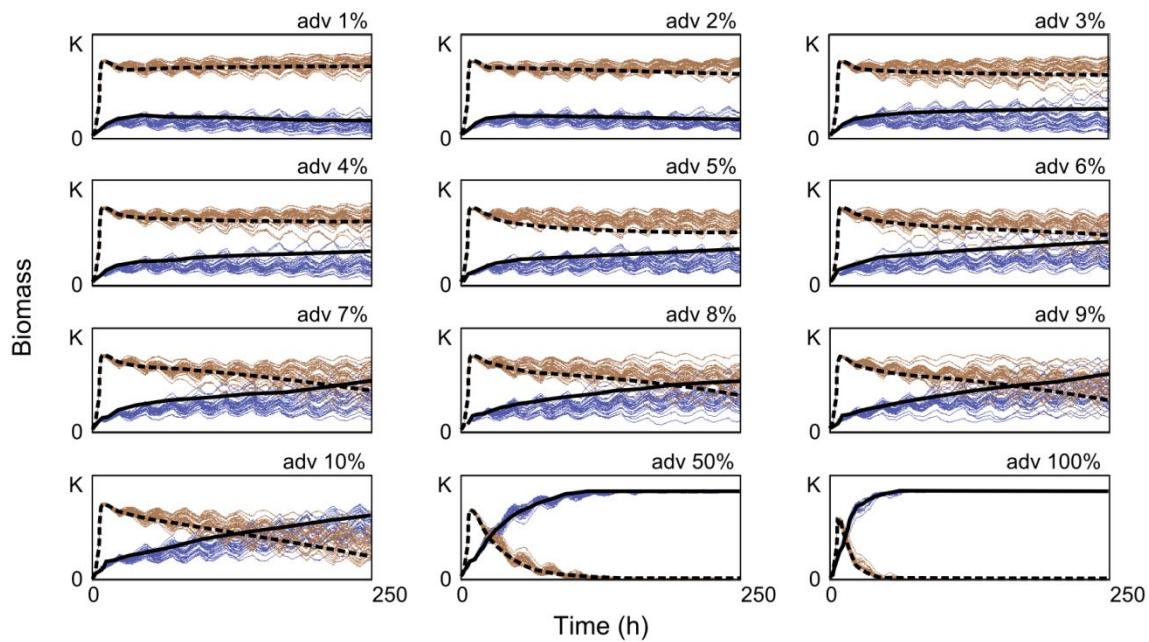 adv 1%
adv 2%
adv 3%
K
K
K
0
0
0
adv 4%
adv 5%
adv 6%
K
K
K
0
0
0
Biomass
adv 7%
adv 8%
adv 9%
K
K
K
0
0
0
adv 10%
adv 50%
adv 100%
K
K
K
0
0
0
0 250
0 250
0 250
Time (h)